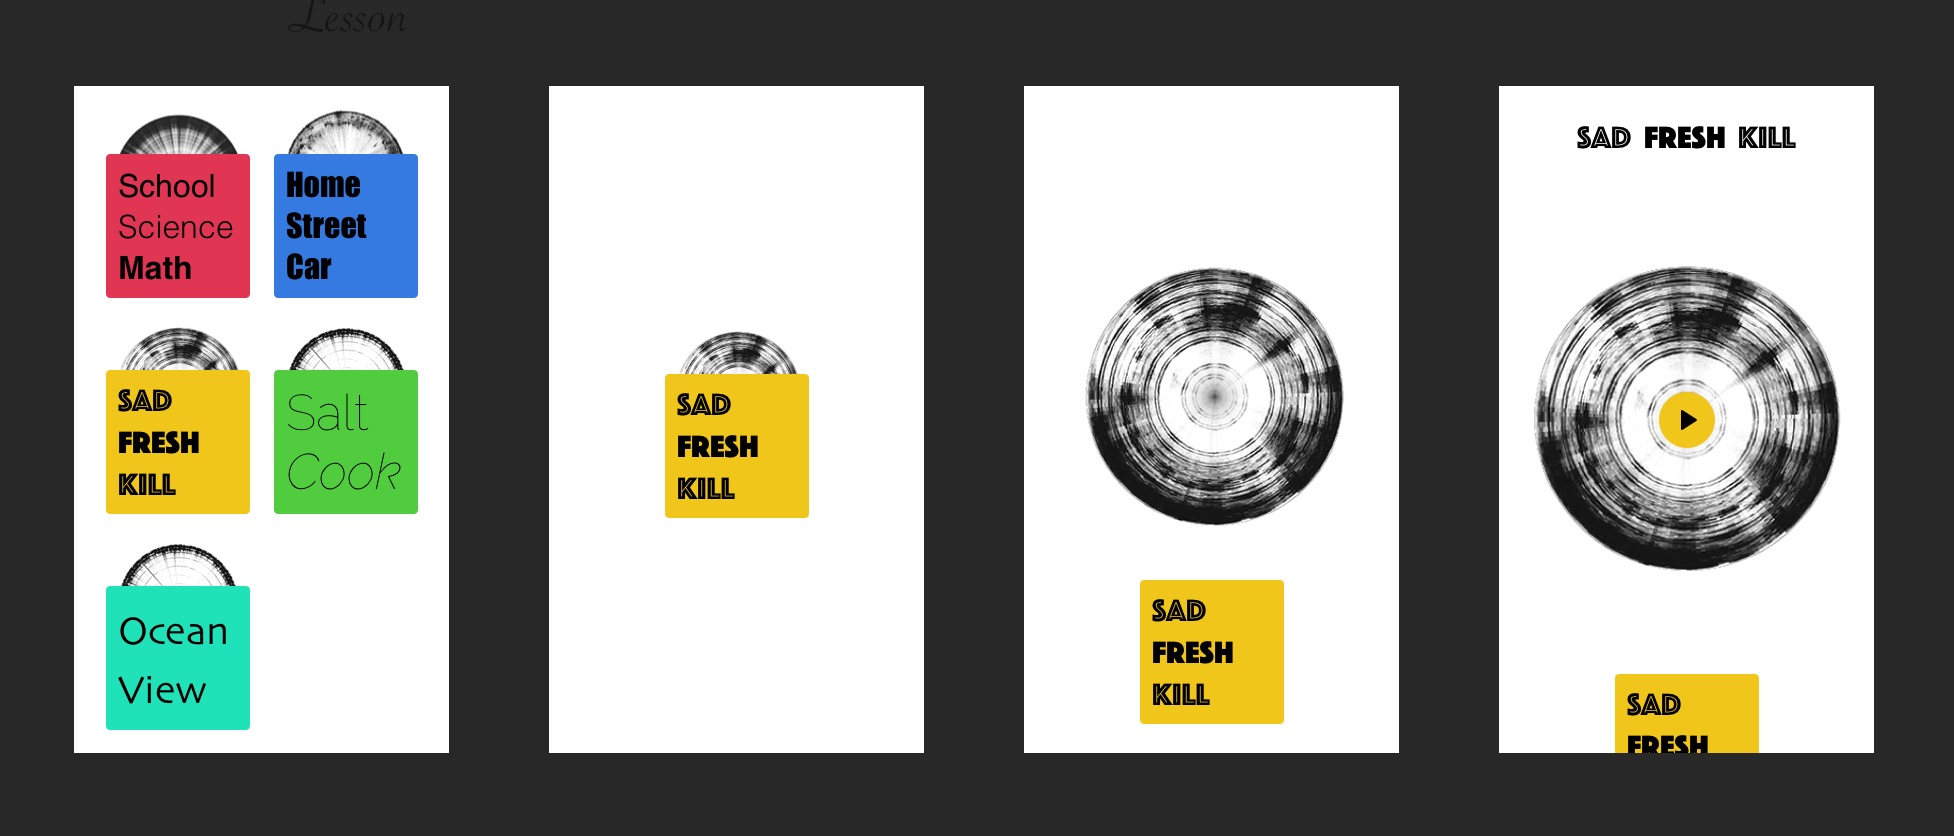 Lesson
School
Science
Math
Home
Street
Car
SAD
FRESH
KILL
Salt
Cook
Ocean
View
SAD
FRESH
KILL
SAD
FRESH
KILL
SAD FRESH KILL
SAD
FRESH